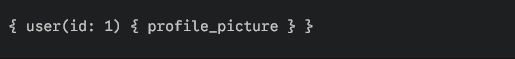 { user(id: 1) { profile_picture } }